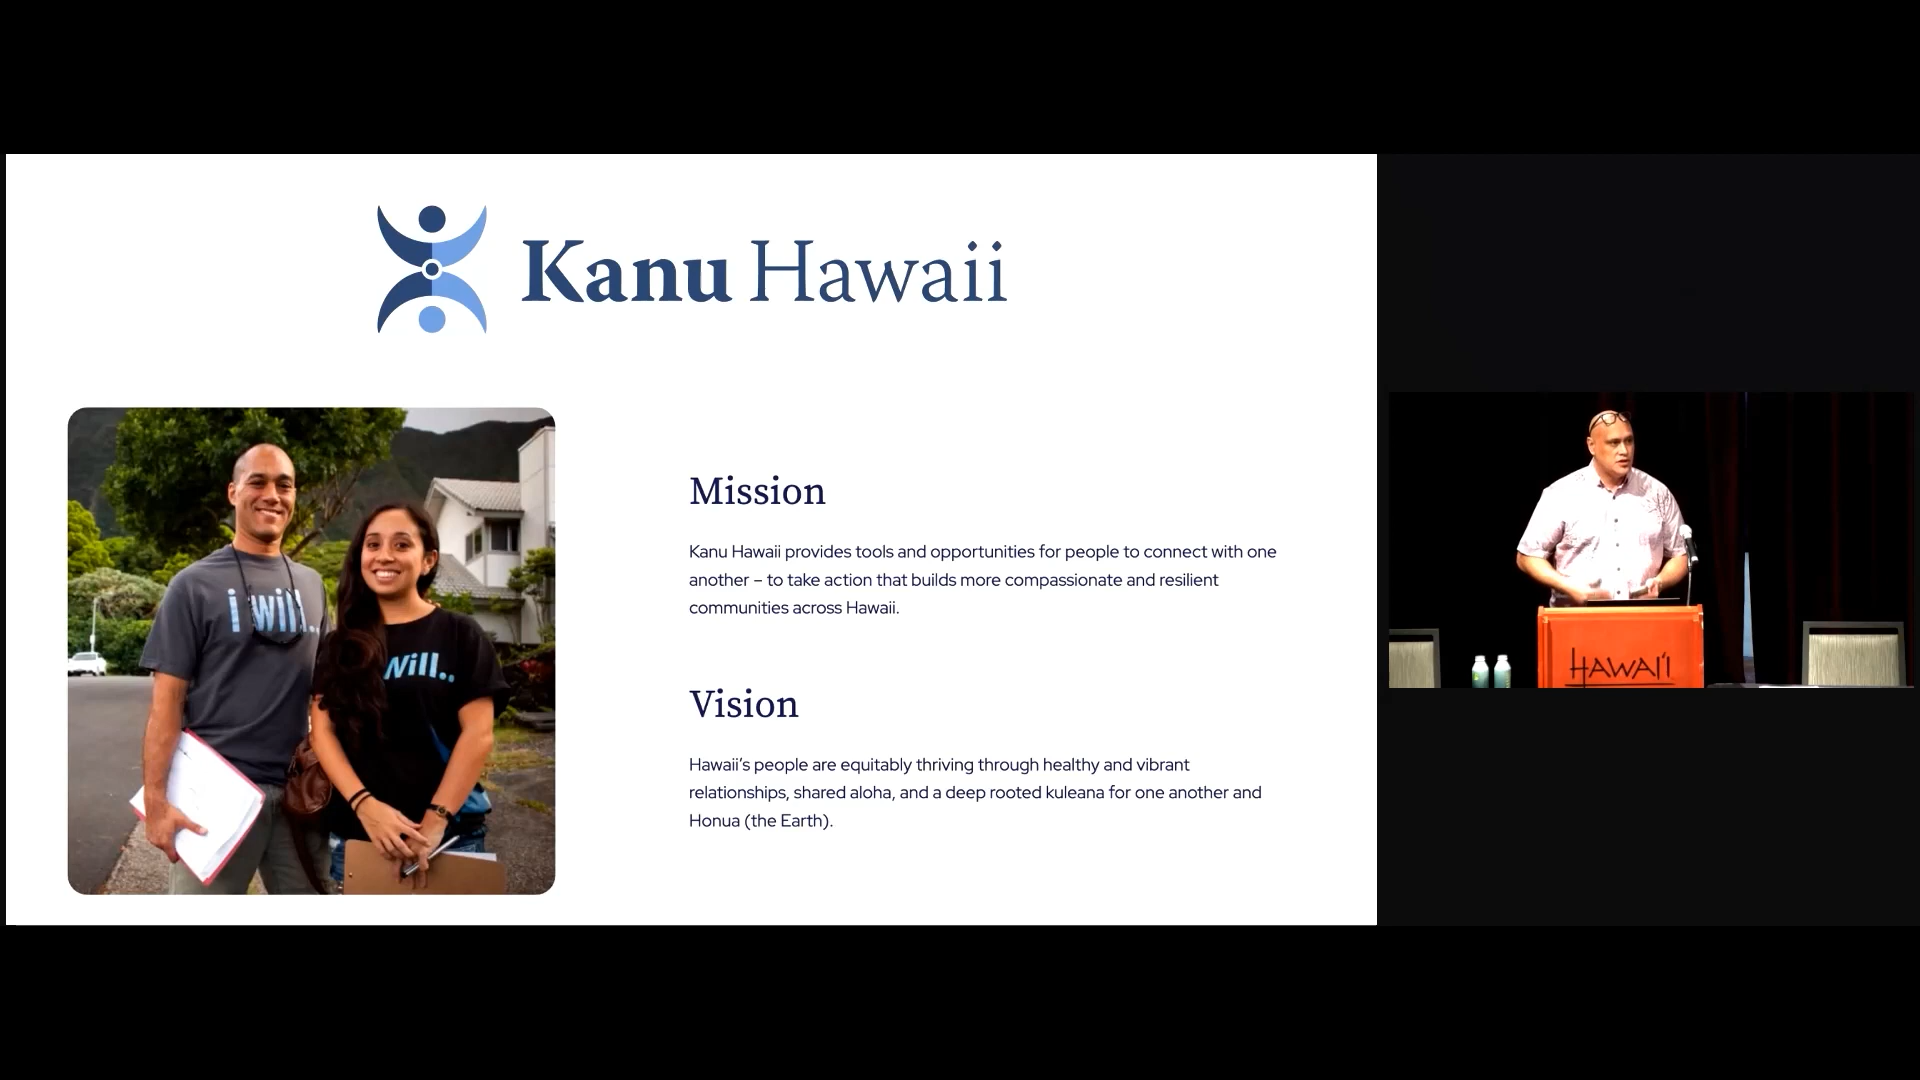 Kanu Hawaii
i will..
Will..
Mission
Kanu Hawaii provides tools and opportunities for people to connect with one
another – to take action that builds more compassionate and resilient
communities across Hawaii.
Vision
Hawaii’s people are equitably thriving through healthy and vibrant
relationships, shared aloha, and a deep rooted kuleana for one another and
Honua (the Earth).
HAWAI'I